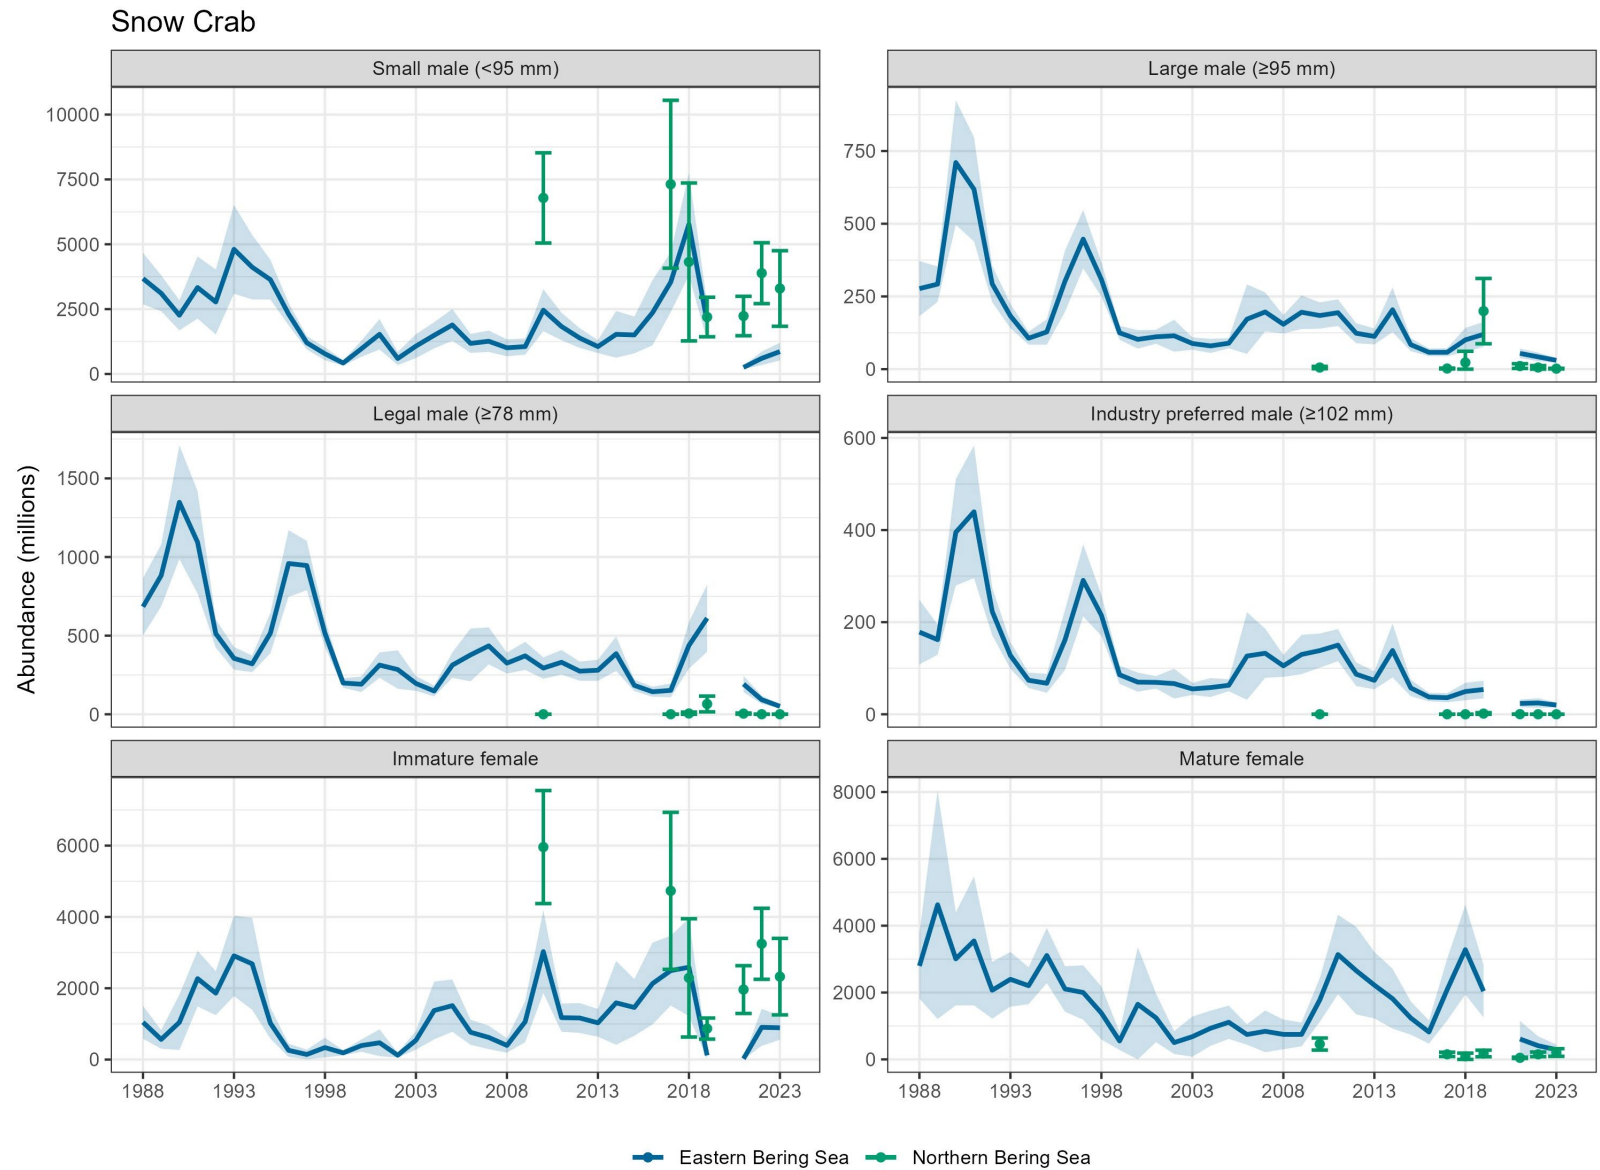 Snow Crab
Small male (<95 mm)
Large male (≥95 mm)
10000
7500
5000
2500
0
750
500
250
0
Legal male (≥78 mm)
Industry preferred male (≥102 mm)
1500
1000
500
0
600
400
200
0
Abundance (millions)
Immature female
Mature female
6000
4000
2000
0
8000
6000
4000
2000
0
1988 1993 1998 2003 2008 2013 2018 2023
1988 1993 1998 2003 2008 2013 2018 2023
Eastern Bering Sea Northern Bering Sea